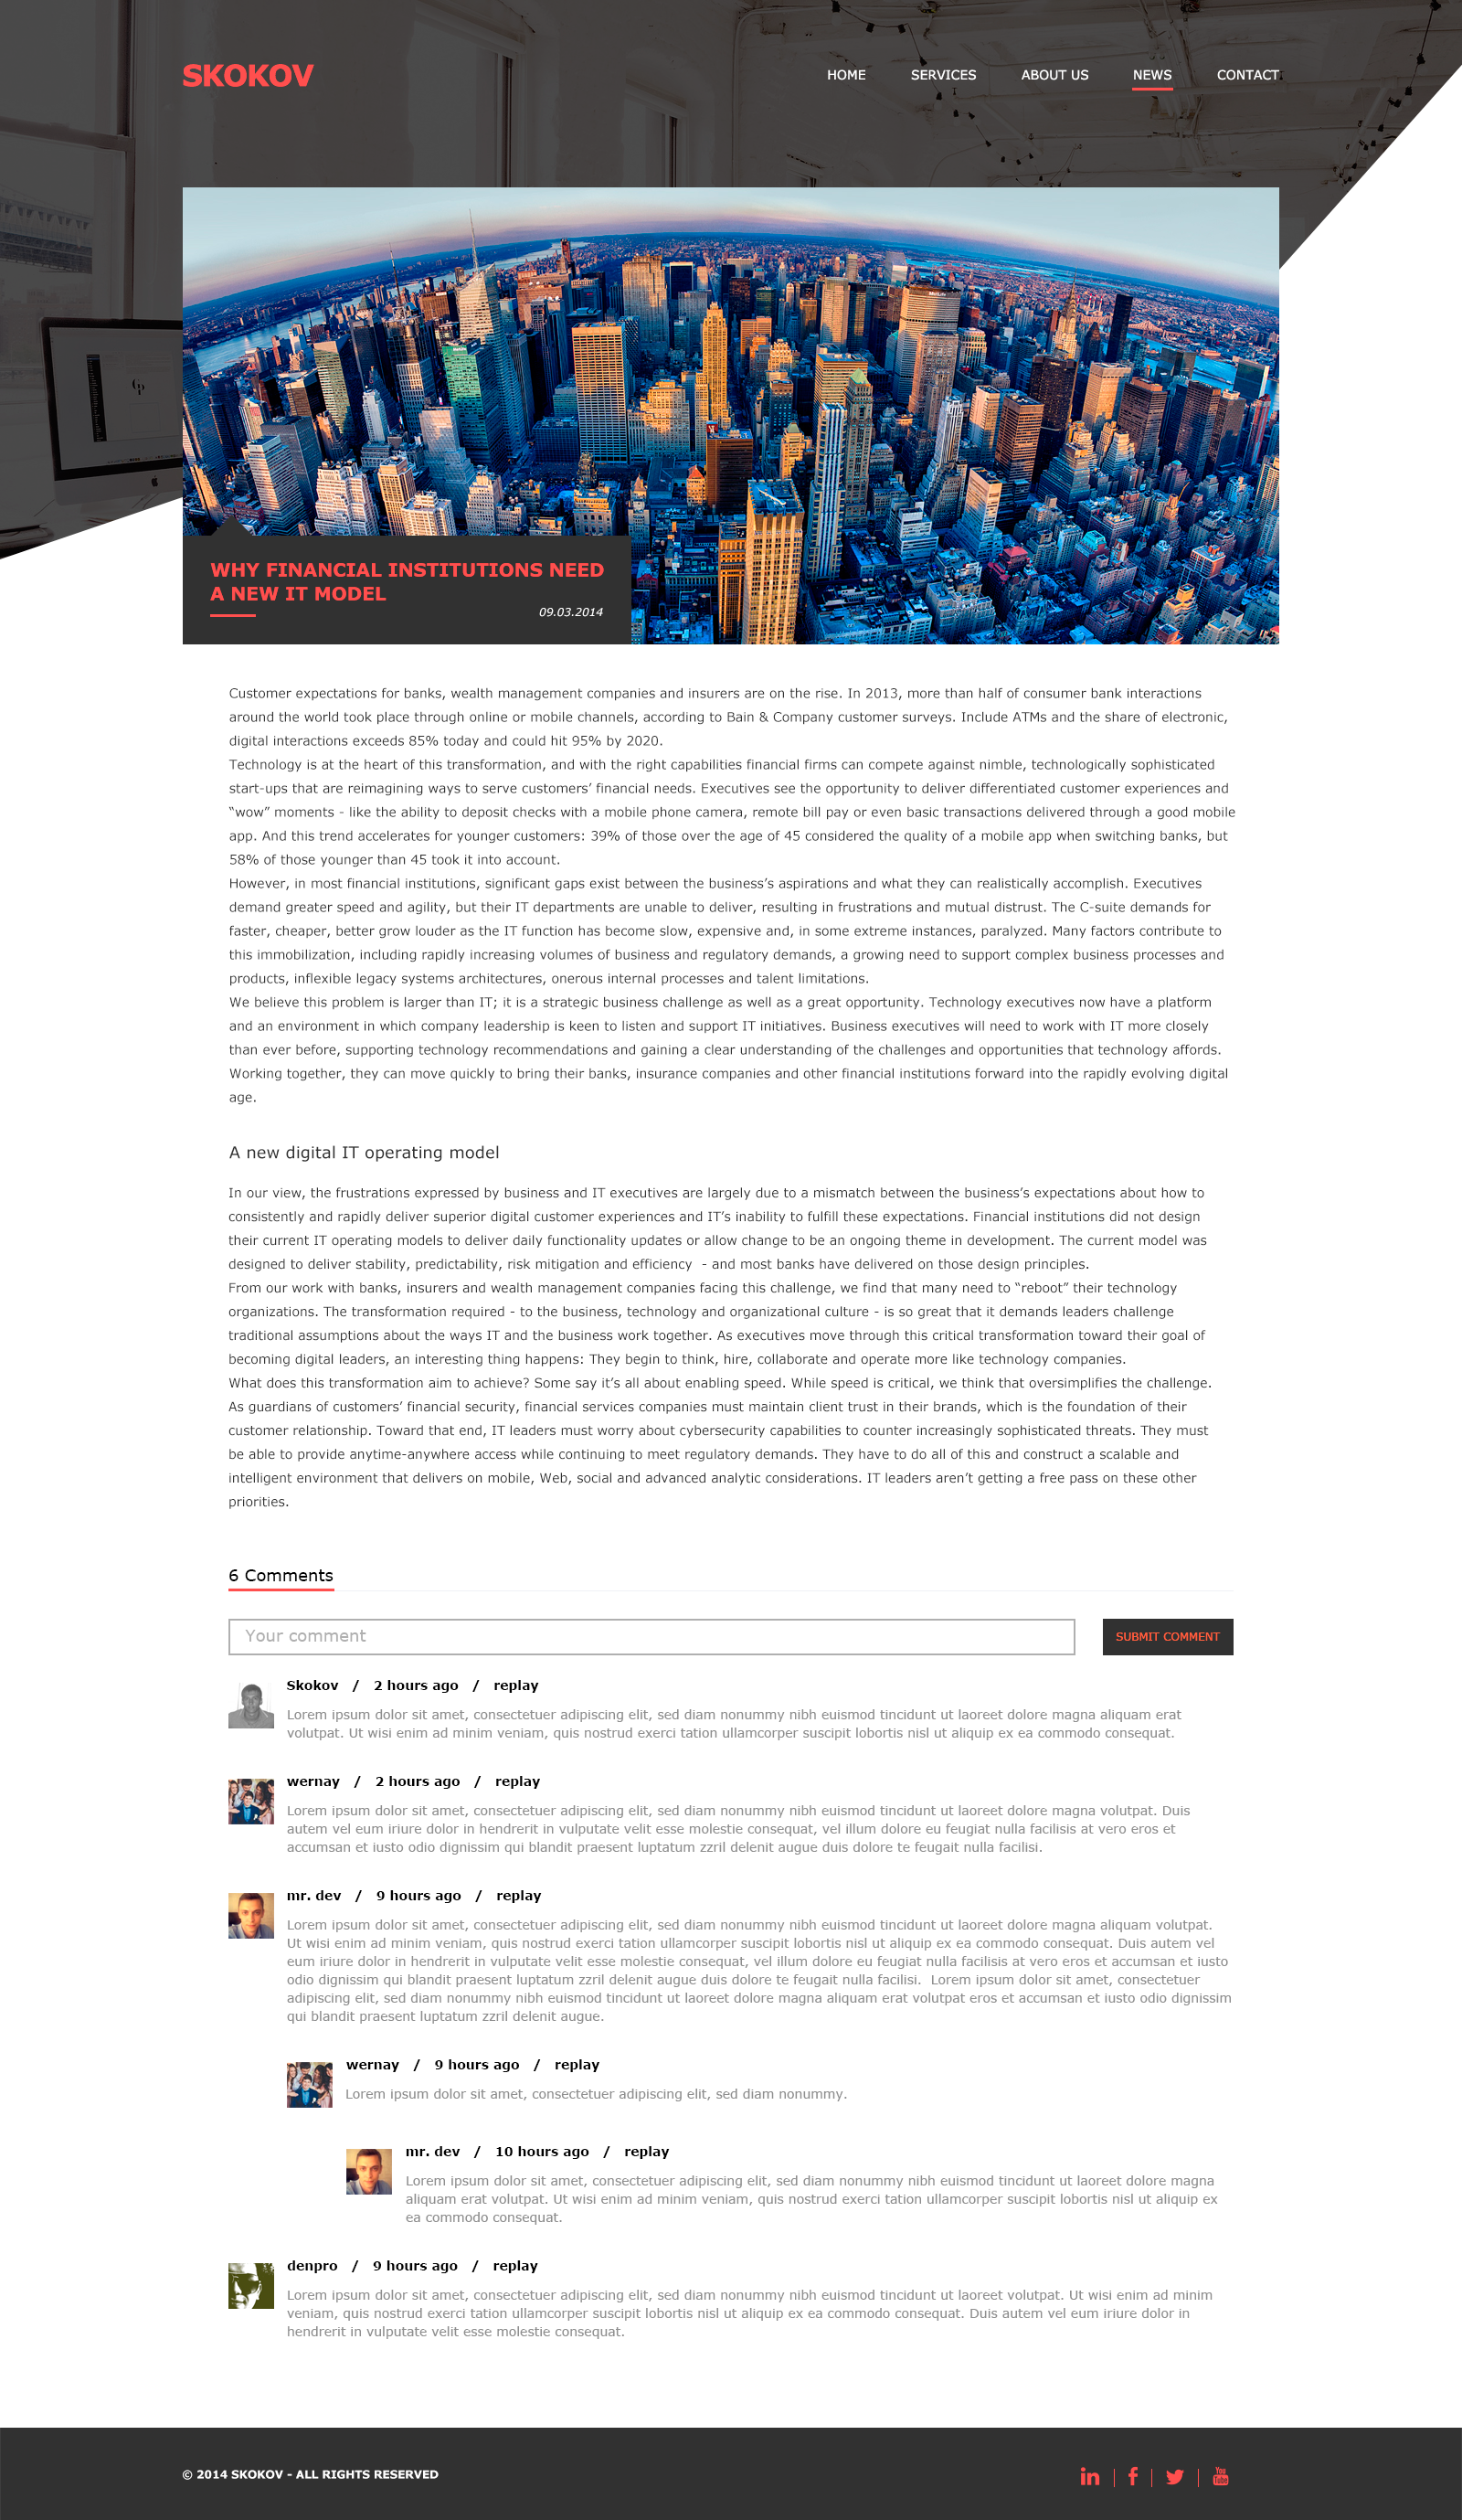 SKOKOV
HOME SERVICES ABOUT US NEWS CONTACT
WHY FINANCIAL INSTITUTIONS NEED
A NEW IT MODEL
09.03.2014
Customer expectations for banks, wealth management companies and insurers are on the rise. In 2013, more than half of consumer bank interactions
around the world took place through online or mobile channels, according to Bain & Company customer surveys. Include ATMs and the share of electronic,
digital interactions exceeds 85% today and could hit 95% by 2020.
Technology is at the heart of this transformation, and with the right capabilities financial firms can compete against nimble, technologically sophisticated
start-ups that are reimagining ways to serve customers’ financial needs. Executives see the opportunity to deliver differentiated customer experiences and
“wow” moments - like the ability to deposit checks with a mobile phone camera, remote bill pay or even basic transactions delivered through a good mobile
app. And this trend accelerates for younger customers: 39% of those over the age of 45 considered the quality of a mobile app when switching banks, but
58% of those younger than 45 took it into account.
However, in most financial institutions, significant gaps exist between the business’s aspirations and what they can realistically accomplish. Executives
demand greater speed and agility, but their IT departments are unable to deliver, resulting in frustrations and mutual distrust. The C-suite demands for
faster, cheaper, better grow louder as the IT function has become slow, expensive and, in some extreme instances, paralyzed. Many factors contribute to
this immobilization, including rapidly increasing volumes of business and regulatory demands, a growing need to support complex business processes and
products, inflexible legacy systems architectures, onerous internal processes and talent limitations.
We believe this problem is larger than IT; it is a strategic business challenge as well as a great opportunity. Technology executives now have a platform
and an environment in which company leadership is keen to listen and support IT initiatives. Business executives will need to work with IT more closely
than ever before, supporting technology recommendations and gaining a clear understanding of the challenges and opportunities that technology affords.
Working together, they can move quickly to bring their banks, insurance companies and other financial institutions forward into the rapidly evolving digital
age.
A new digital IT operating model
In our view, the frustrations expressed by business and IT executives are largely due to a mismatch between the business’s expectations about how to
consistently and rapidly deliver superior digital customer experiences and IT’s inability to fulfill these expectations. Financial institutions did not design
their current IT operating models to deliver daily functionality updates or allow change to be an ongoing theme in development. The current model was
designed to deliver stability, predictability, risk mitigation and efficiency  - and most banks have delivered on those design principles.
From our work with banks, insurers and wealth management companies facing this challenge, we find that many need to “reboot” their technology
organizations. The transformation required - to the business, technology and organizational culture - is so great that it demands leaders challenge
traditional assumptions about the ways IT and the business work together. As executives move through this critical transformation toward their goal of
becoming digital leaders, an interesting thing happens: They begin to think, hire, collaborate and operate more like technology companies.
What does this transformation aim to achieve? Some say it’s all about enabling speed. While speed is critical, we think that oversimplifies the challenge.
As guardians of customers’ financial security, financial services companies must maintain client trust in their brands, which is the foundation of their
customer relationship. Toward that end, IT leaders must worry about cybersecurity capabilities to counter increasingly sophisticated threats. They must
be able to provide anytime-anywhere access while continuing to meet regulatory demands. They have to do all of this and construct a scalable and
intelligent environment that delivers on mobile, Web, social and advanced analytic considerations. IT leaders aren’t getting a free pass on these other
priorities.
6 Comments
Your comment
SUBMIT COMMENT
Skokov / 2 hours ago / replay
Lorem ipsum dolor sit amet, consectetuer adipiscing elit, sed diam nonummy nibh euismod tincidunt ut laoreet dolore magna aliquam erat
volutpat. Ut wisi enim ad minim veniam, quis nostrud exerci tation ullamcorper suscipit lobortis nisl ut aliquip ex ea commodo consequat.
wernay / 2 hours ago / replay
Lorem ipsum dolor sit amet, consectetuer adipiscing elit, sed diam nonummy nibh euismod tincidunt ut laoreet dolore magna volutpat. Duis
autem vel eum iriure dolor in hendrerit in vulputate velit esse molestie consequat, vel illum dolore eu feugiat nulla facilisis at vero eros et
accumsan et iusto odio dignissim qui blandit praesent luptatum zzril delenit augue duis dolore te feugait nulla facilisi.
mr. dev / 9 hours ago / replay
Lorem ipsum dolor sit amet, consectetuer adipiscing elit, sed diam nonummy nibh euismod tincidunt ut laoreet dolore magna aliquam volutpat.
Ut wisi enim ad minim veniam, quis nostrud exerci tation ullamcorper suscipit lobortis nisl ut aliquip ex ea commodo consequat. Duis autem vel
eum iriure dolor in hendrerit in vulputate velit esse molestie consequat, vel illum dolore eu feugiat nulla facilisis at vero eros et accumsan et iusto
odio dignissim qui blandit praesent luptatum zzril delenit augue duis dolore te feugait nulla facilisi.  Lorem ipsum dolor sit amet, consectetuer
adipiscing elit, sed diam nonummy nibh euismod tincidunt ut laoreet dolore magna aliquam erat volutpat eros et accumsan et iusto odio dignissim
qui blandit praesent luptatum zzril delenit augue.
wernay / 9 hours ago / replay
Lorem ipsum dolor sit amet, consectetuer adipiscing elit, sed diam nonummy.
mr. dev / 10 hours ago / replay
Lorem ipsum dolor sit amet, consectetuer adipiscing elit, sed diam nonummy nibh euismod tincidunt ut laoreet dolore magna
aliquam erat volutpat. Ut wisi enim ad minim veniam, quis nostrud exerci tation ullamcorper suscipit lobortis nisl ut aliquip ex
ea commodo consequat.
denpro / 9 hours ago / replay
Lorem ipsum dolor sit amet, consectetuer adipiscing elit, sed diam nonummy nibh euismod tincidunt ut laoreet volutpat. Ut wisi enim ad minim
veniam, quis nostrud exerci tation ullamcorper suscipit lobortis nisl ut aliquip ex ea commodo consequat. Duis autem vel eum iriure dolor in
hendrerit in vulputate velit esse molestie consequat.
© 2014 SKOKOV - ALL RIGHTS RESERVED